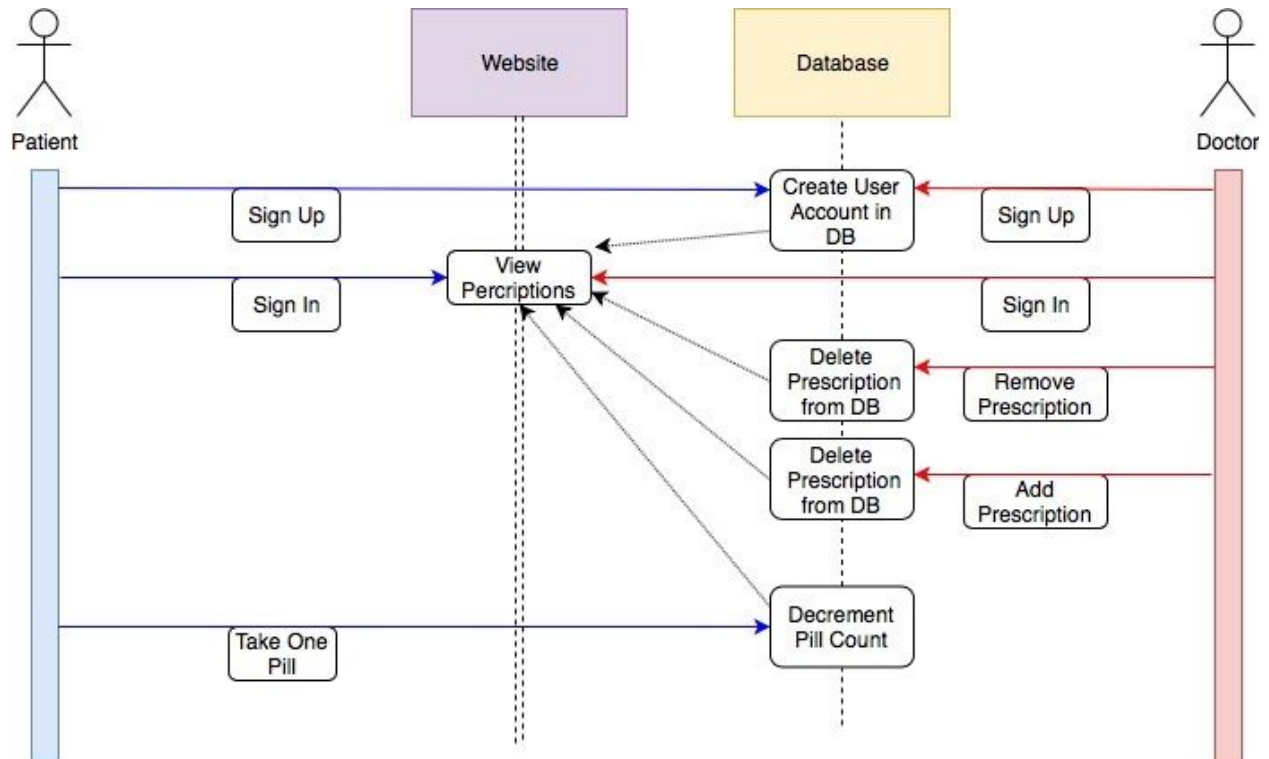 Website
Database
Patient
Doctor
Create User
Account in
DB
Sign Up
Sign Up
View
Percriptions
Sign In
Sign In
Delete
Prescription
from DB
Remove
Prescription
Delete
Prescription
from DB
Add
Prescription
Decrement
Pill Count
Take One
Pill